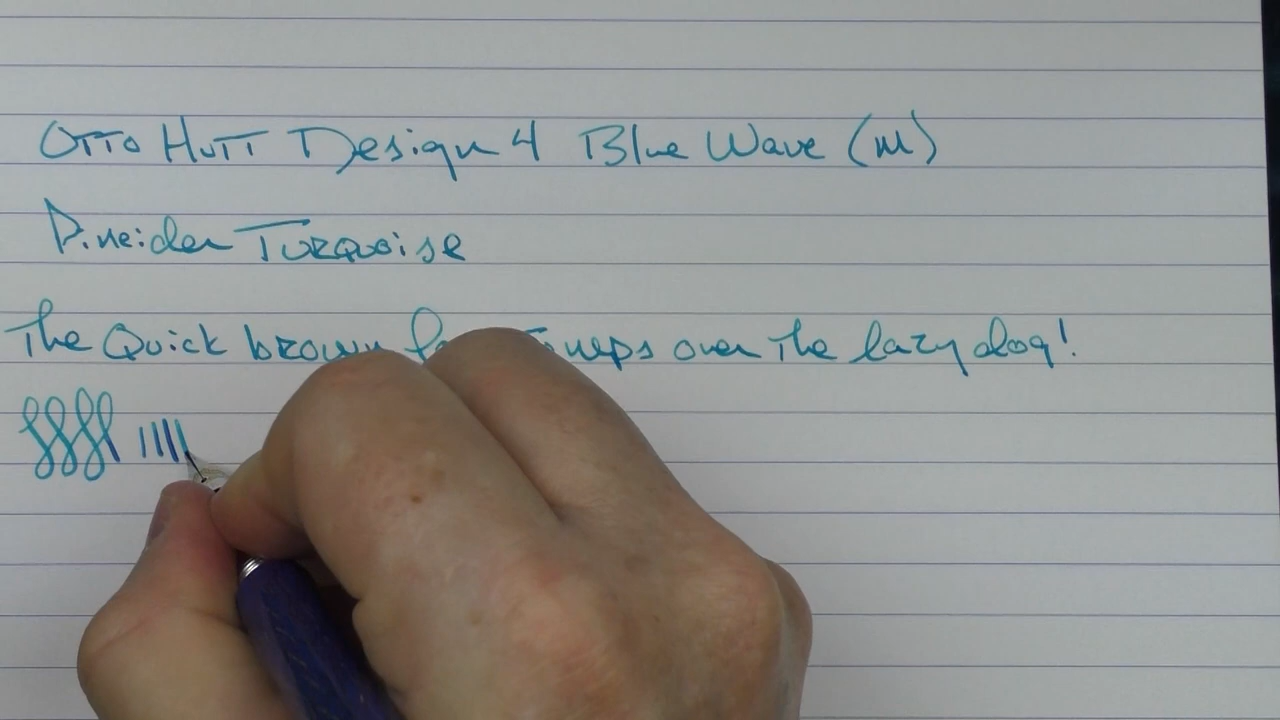 Otto Hutt Design 4 Blue Wave (M)
Pineider Turquoise
The Quick brown over The lazy dog!